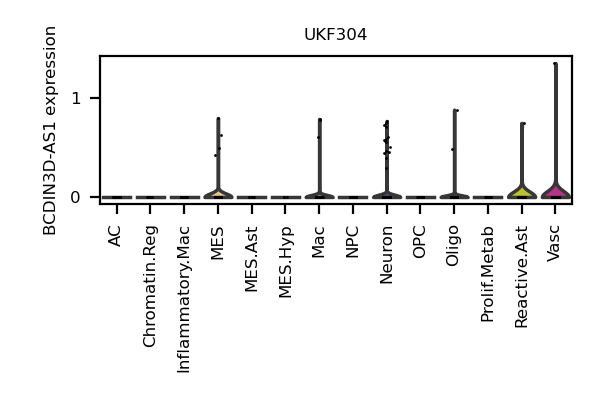 UKF304
BCDIN3D-AS1 expression
1
0
AC
Chromatin.Reg
Inflammatory.Mac
MES
MES.Ast
MES.Hyp
Mac
NPC
Neuron
OPC
Oligo
Prolif.Metab
Reactive.Ast
Vasc